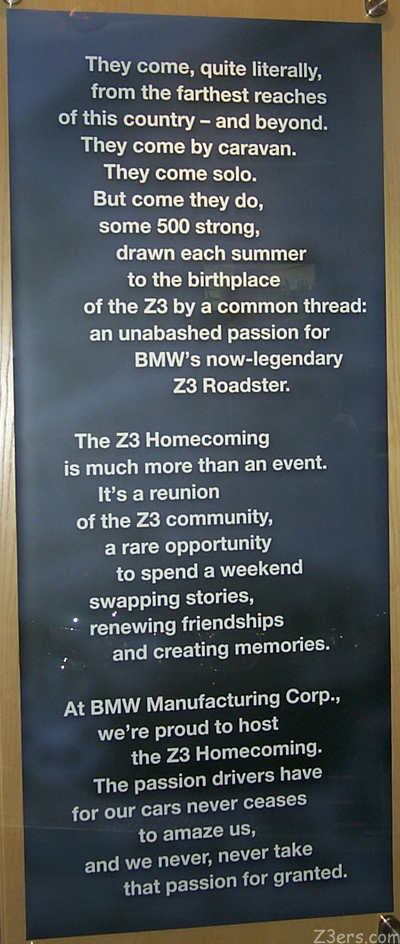 They come, quite literally,
from the farthest reaches
of this country – and beyond.
They come by caravan.
They come solo.
But come they do,
some 500 strong,
drawn each summer
to the birthplace
of the Z3 by a common thread:
an unabashed passion for
BMW's now-legendary
Z3 Roadster.
The Z3 Homecoming
is much more than an event.
It's a reunion
of the Z3 community,
a rare opportunity
to spend a weekend
swapping stories,
renewing friendships
and creating memories.
At BMW Manufacturing Corp.,
we're proud to host
the Z3 Homecoming.
The passion drivers have
for our cars never ceases
to amaze us,
and we never, never take
that passion for granted.
Z3ers.com